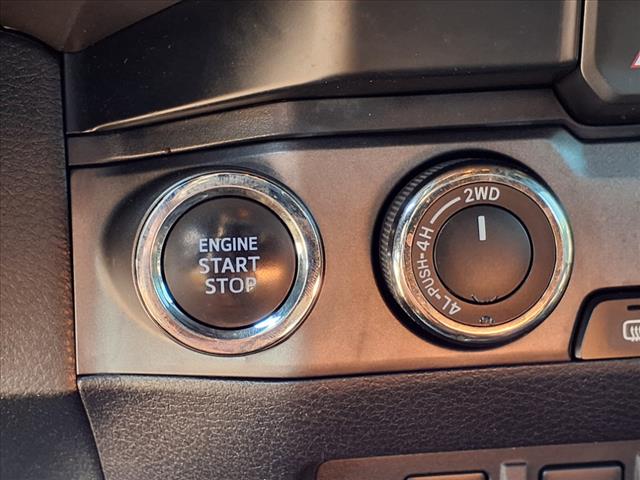 ENGINE
START
STOP
2WD
4L-PUSH-4H